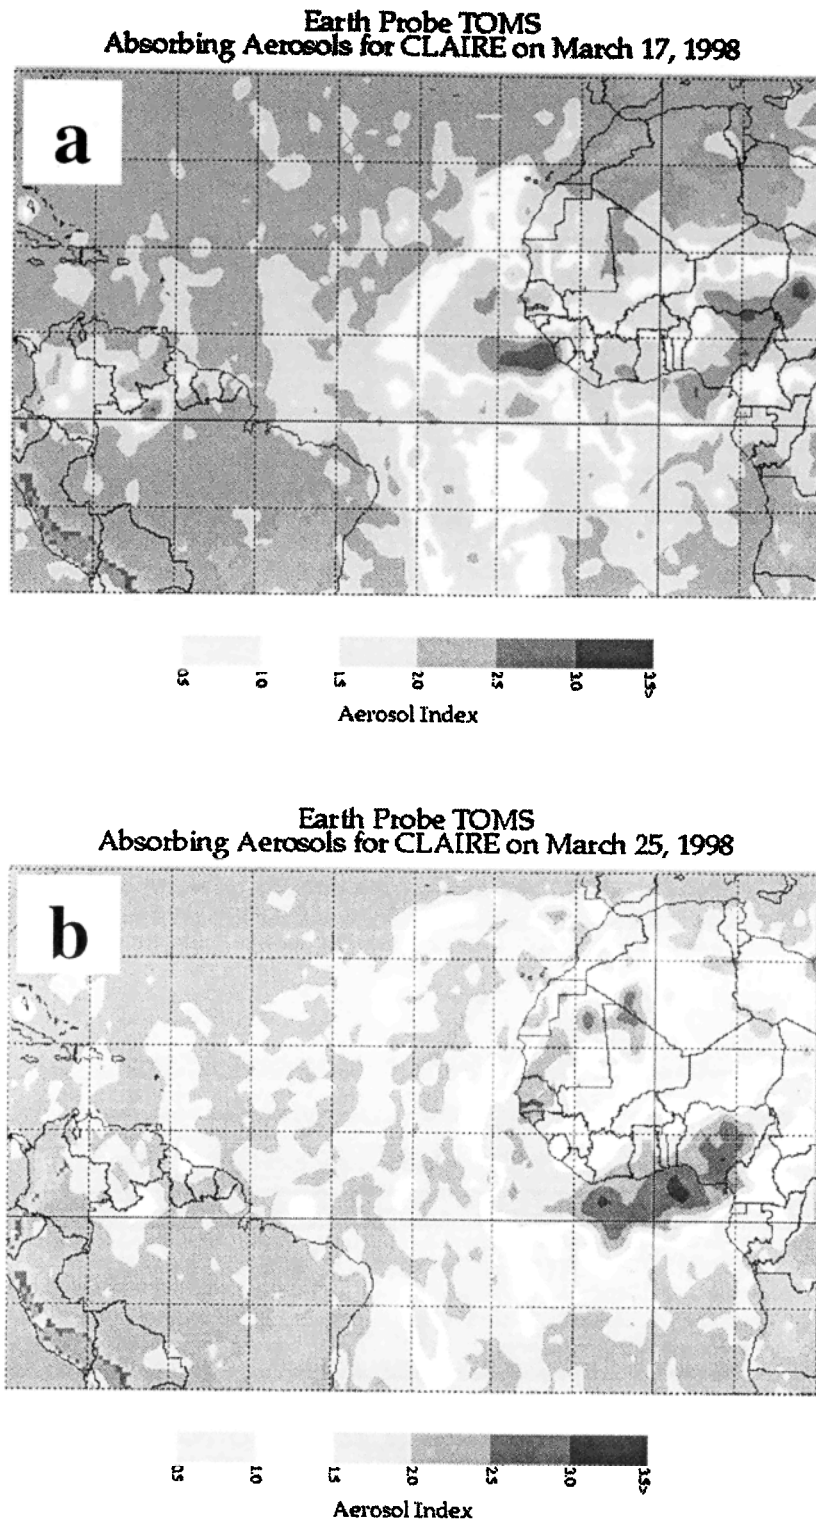 Earth Probe TOMS
Absorbing Aerosols for CLAIRE on March 17, 1998
a
0.5 1.0 1.5 2.0 2.5 3.0 3.5>
Aerosol Index
Earth Probe TOMS
Absorbing Aerosols for CLAIRE on March 25, 1998
b
0.5 1.0 1.5 2.0 2.5 3.0 3.5>
Aerosol Index